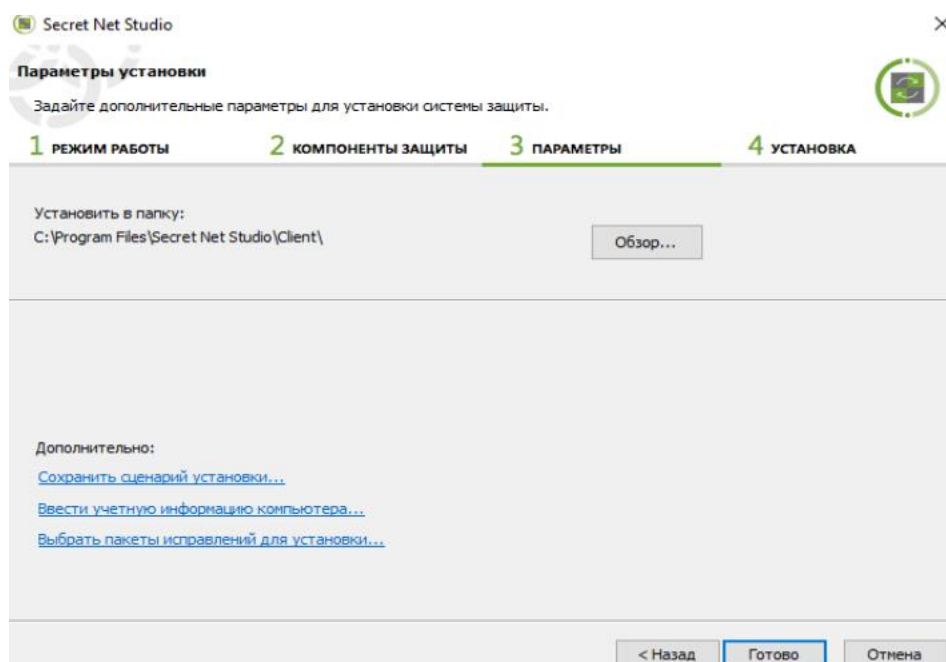 Secret Net Studio
Параметры установки
Задайте дополнительные параметры для установки системы защиты.
1 РЕЖИМ РАБОТЫ 2 КОМПОНЕНТЫ ЗАЩИТЫ 3 ПАРАМЕТРЫ 4 УСТАНОВКА
Установить в папку:
C:\Program Files\Secret Net Studio\Client\
Обзор...
Дополнительно:
Сохранить сценарий установки...
Ввести учетную информацию компьютера...
Выбрать пакеты исправлений для установки...
< Назад Готово Отмена